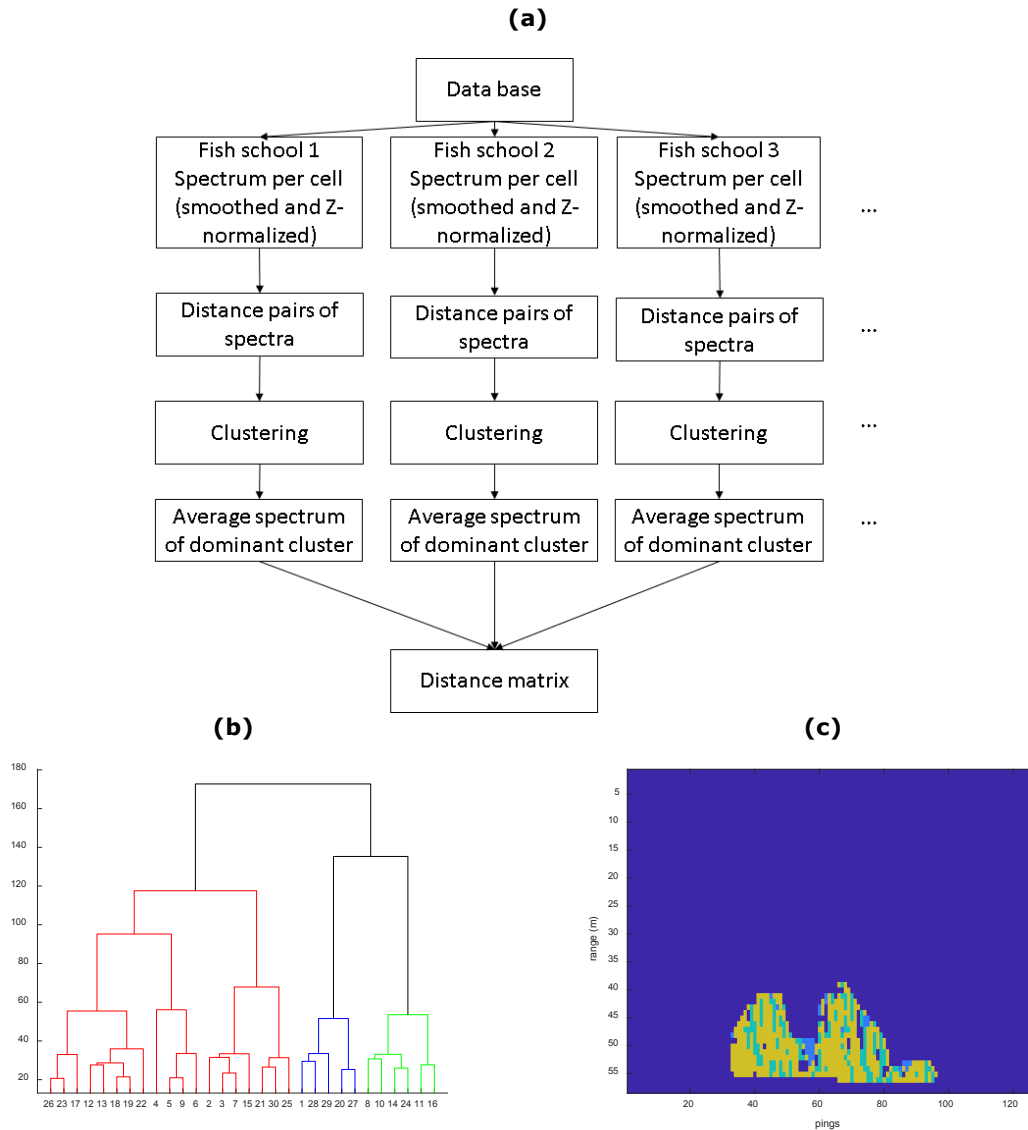 (a)
Data base
Fish school 1
Spectrum per cell
(smoothed and Z-
normalized)
Fish school 2
Spectrum per cell
(smoothed and Z-
normalized)
Fish school 3
Spectrum per cell
(smoothed and Z-
normalized)
...
Distance pairs of
spectra
Distance pairs of
spectra
Distance pairs of
spectra
...
Clustering
Clustering
Clustering
...
Average spectrum
of dominant cluster
Average spectrum
of dominant cluster
Average spectrum
of dominant cluster
...
Distance matrix
(b)
180
160
140
120
100
80
60
40
20
26 23 17 12 13 18 19 22 4 5 9 6 2 3 7 15 21 30 25 1 28 29 20 27 8 10 14 24 11 16
(c)
range (m)
5
10
15
20
25
30
35
40
45
50
55
20 40 60 80 100 120
pings